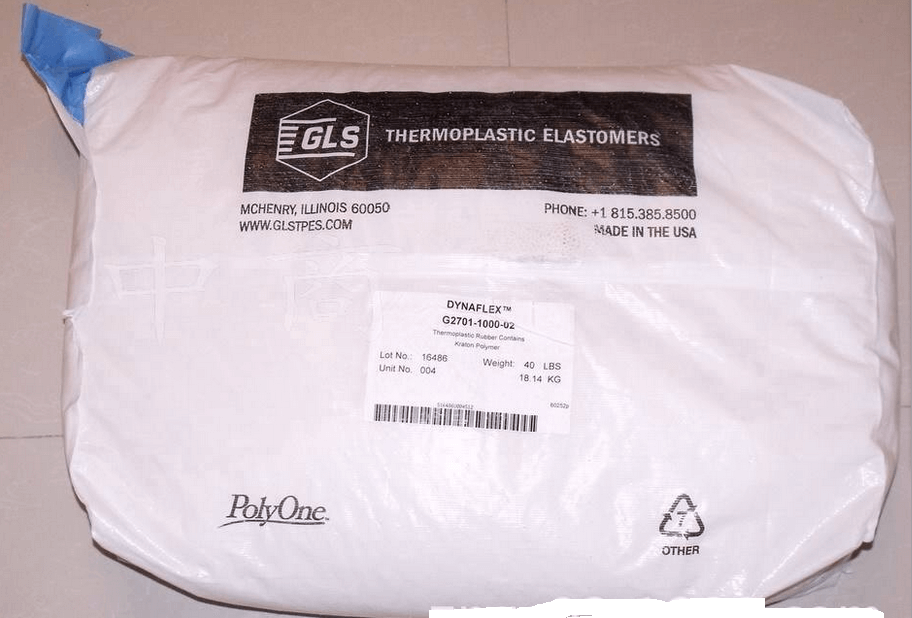 GLS THERMOPLASTIC ELASTOMERS
MCHENRY, ILLINOIS 60050
WWW.GLSTPES.COM
PHONE: +1 815.385.8500
MADE IN THE USA
DYNAFLEX™
G2701-1000-02
Thermoplastic Rubber Contains
Kraton Polymer
Lot No.: 16486
Weight: 40 LBS
Unit No. 004
18.14 KG
PolyOne™
7
OTHER